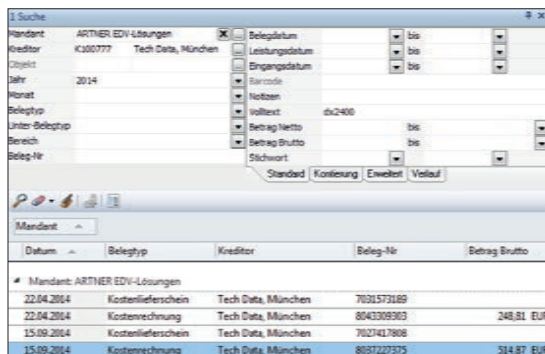 1 Suche
Mandant ARTNER EDV-Lösungen
Kreditor K100777 Tech Data, München
Objekt
Jahr 2014
Monat
Belegtyp
Unter-Belegtyp
Bereich
Beleg-Nr
Belegdatum bis
Leistungsdatum bis
Eingangsdatum bis
Barcode
Notizen
Volltext dx2400
Betrag Netto bis
Betrag Brutto bis
Stichwort
Standard Kontierung Erweitert Verlauf
Mandant
Datum Belegtyp Kreditor Beleg-Nr Betrag Brutto
Mandant: ARTNER EDV-Lösungen
22.04.2014 Kostenlieferschein Tech Data, München 7031573189
22.04.2014 Kostenrechnung Tech Data, München 8043309303 248,81 EUR
15.09.2014 Kostenlieferschein Tech Data, München 7027417808
15.09.2014 Kostenrechnung Tech Data, München 8037227375 514,87 EUR